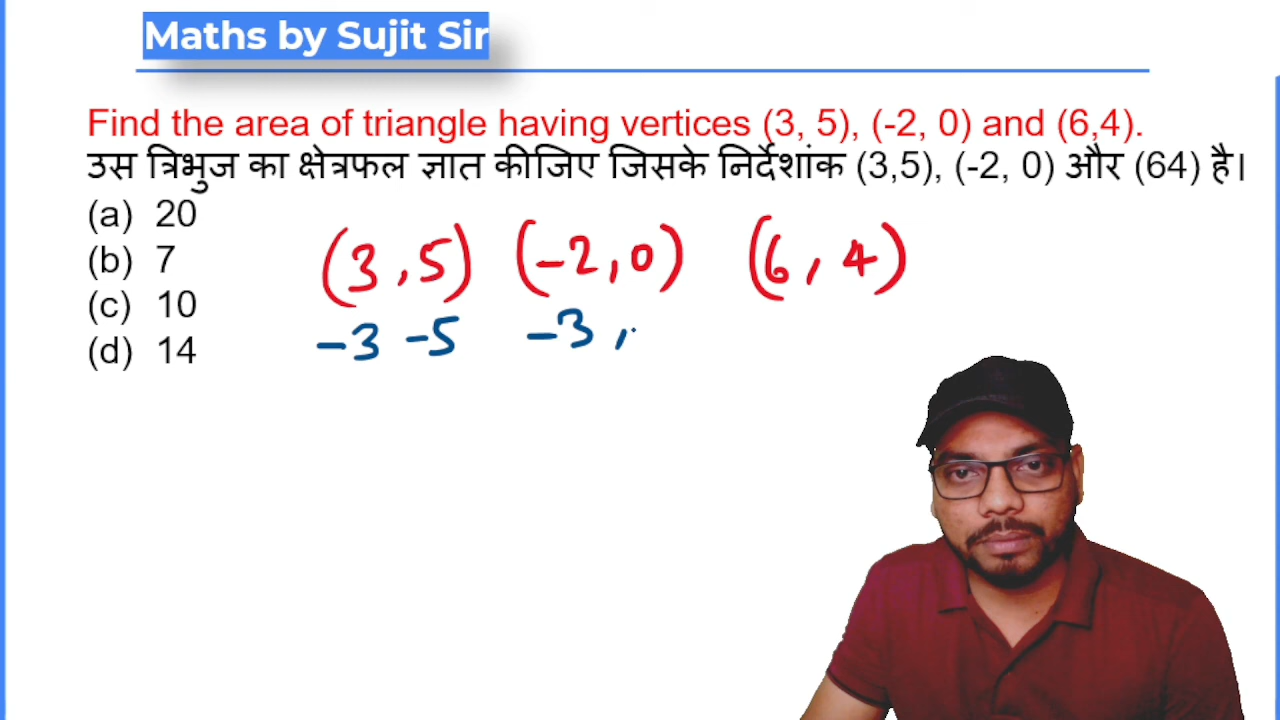 Maths by Sujit Sir
Find the area of triangle having vertices (3, 5), (-2, 0) and (6,4).
उस त्रिभुज का क्षेत्रफल ज्ञात कीजिए जिसके निर्देशांक (3,5), (-2, 0) और (64) है।
(a) 20
(b) 7
(c) 10
(d) 14
(3,5) (-2,0) (6,4)
-3 -5 -3,